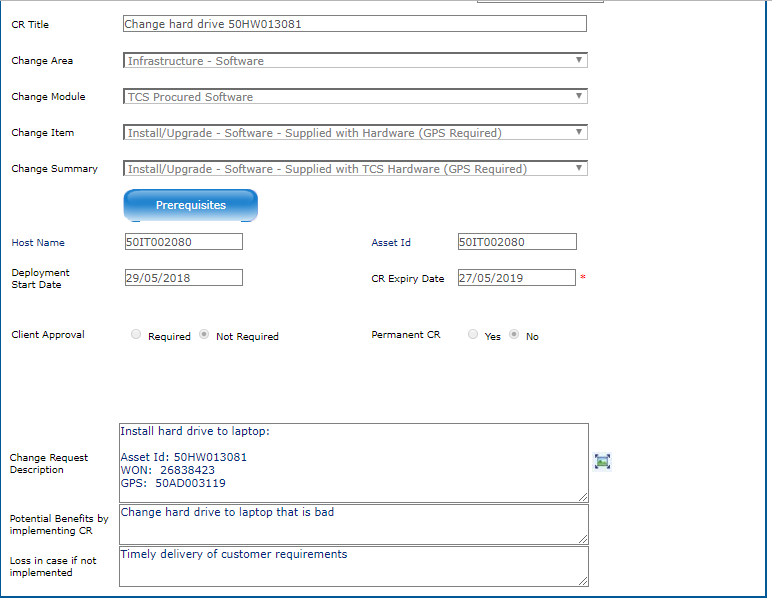 CR Title
Change hard drive 50HW013081
Change Area
Infrastructure - Software
Change Module
TCS Procured Software
Change Item
Install/Upgrade - Software - Supplied with Hardware (GPS Required)
Change Summary
Install/Upgrade - Software - Supplied with TCS Hardware (GPS Required)
Prerequisites
Host Name
50IT002080
Asset Id
50IT002080
Deployment
Start Date
29/05/2018
CR Expiry Date
27/05/2019 *
Client Approval
Required
Not Required
Permanent CR
Yes
No
Change Request
Description
Install hard drive to laptop:
Asset Id: 50HW013081
WON: 26838423
GPS: 50AD003119
Potential Benefits by
implementing CR
Change hard drive to laptop that is bad
Loss in case if not
implemented
Timely delivery of customer requirements